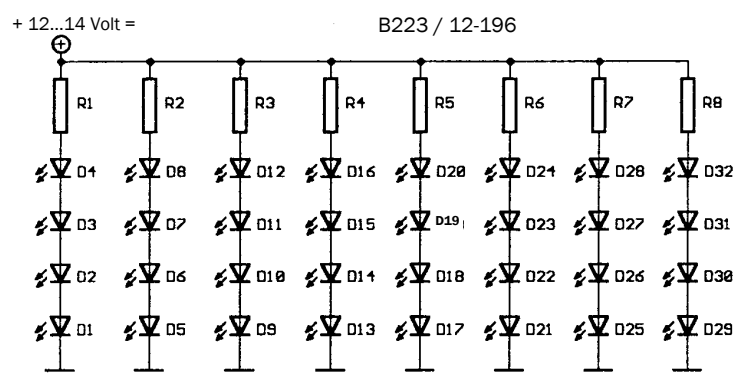 + 12...14 Volt =
B223 / 12-196
R1 R2 R3 R4 R5 R6 R7 R8
D4 D8 D12 D16 D20 D24 D28 D32
D3 D7 D11 D15 D19 D23 D27 D31
D2 D6 D10 D14 D18 D22 D26 D30
D1 D5 D9 D13 D17 D21 D25 D29